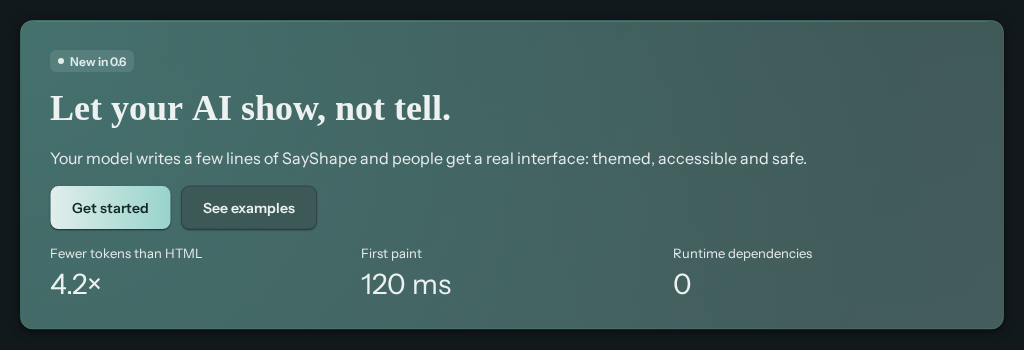 New in 0.6
Let your AI show, not tell.
Your model writes a few lines of SayShape and people get a real interface: themed, accessible and safe.
Get started
See examples
Fewer tokens than HTML
First paint
Runtime dependencies
4.2×
120 ms
0